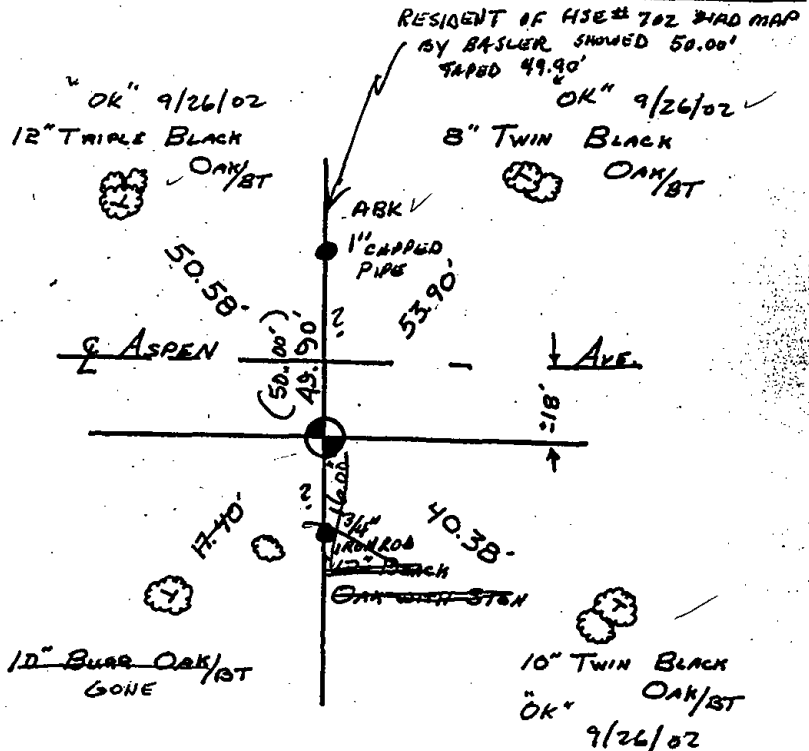 RESIDENT OF HSE# 702 HAD MAP
BY BASLER SHOWED 50.00'
TAPED 49.90'
"OK" 9/26/02
12" TRIPLE BLACK
OAK/BT
"OK" 9/26/02
8" TWIN BLACK
OAK/BT
ABK
1" CAPPED
PIPE
50.58'
53.90'
(50.00')
49.90'
?
℄ ASPEN AVE.
±18'
?
16.00'
3/4"
IRON ROD
17.40'
40.38'
12" BLACK
OAK WITH SIGN
10" BURR OAK/BT
GONE
10" TWIN BLACK
OAK/BT
"OK"
9/26/02